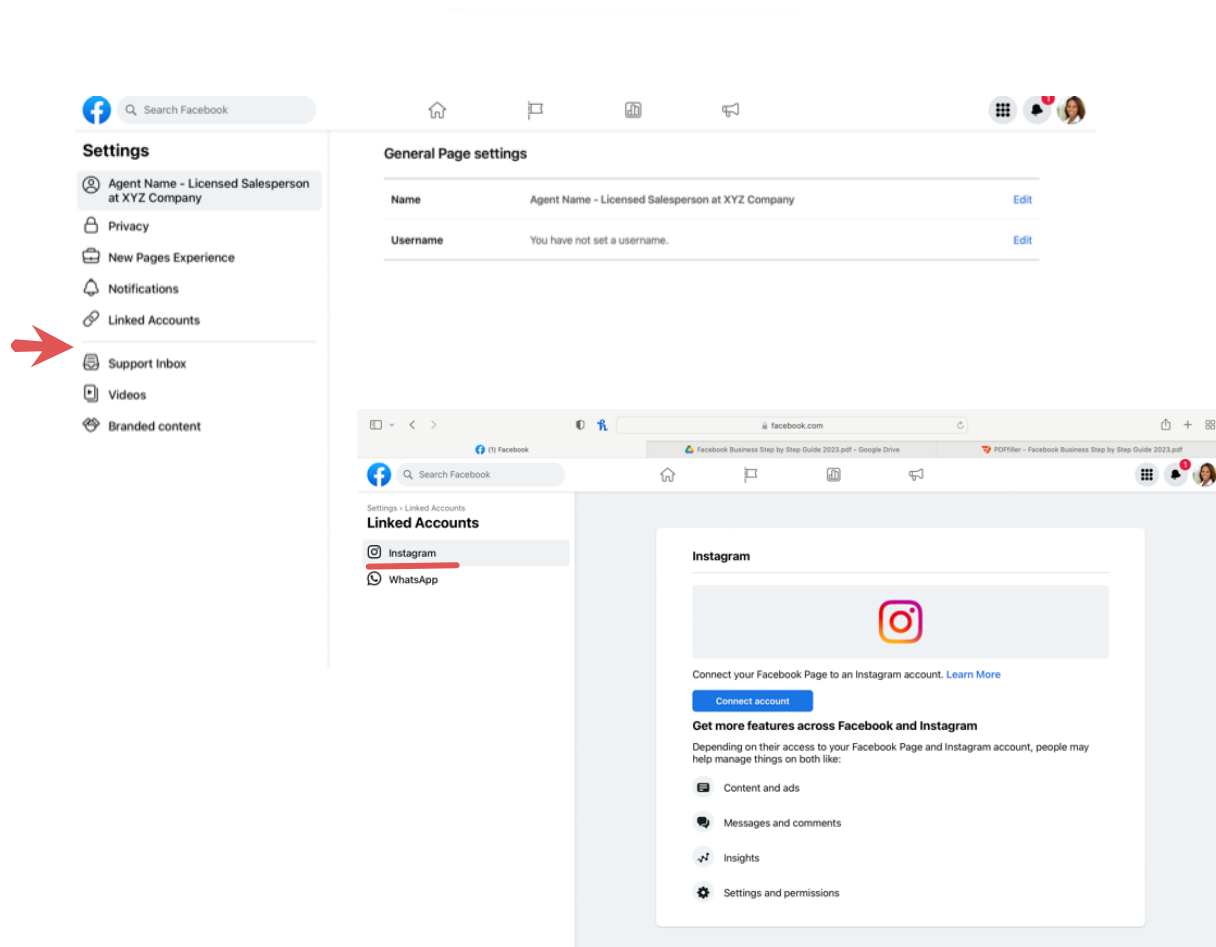 Search Facebook
1
Settings
Agent Name - Licensed Salesperson
at XYZ Company
Privacy
New Pages Experience
Notifications
Linked Accounts
Support Inbox
Videos
Branded content
General Page settings
Name Agent Name - Licensed Salesperson at XYZ Company Edit
Username You have not set a username. Edit
facebook.com
(1) Facebook
Facebook Business Step by Step Guide 2023.pdf - Google Drive
PDFfiller - Facebook Business Step by Step Guide 2023.pdf
Search Facebook
1
Settings › Linked Accounts
Linked Accounts
Instagram
WhatsApp
Instagram
Connect your Facebook Page to an Instagram account. Learn More
Connect account
Get more features across Facebook and Instagram
Depending on their access to your Facebook Page and Instagram account, people may
help manage things on both like:
Content and ads
Messages and comments
Insights
Settings and permissions